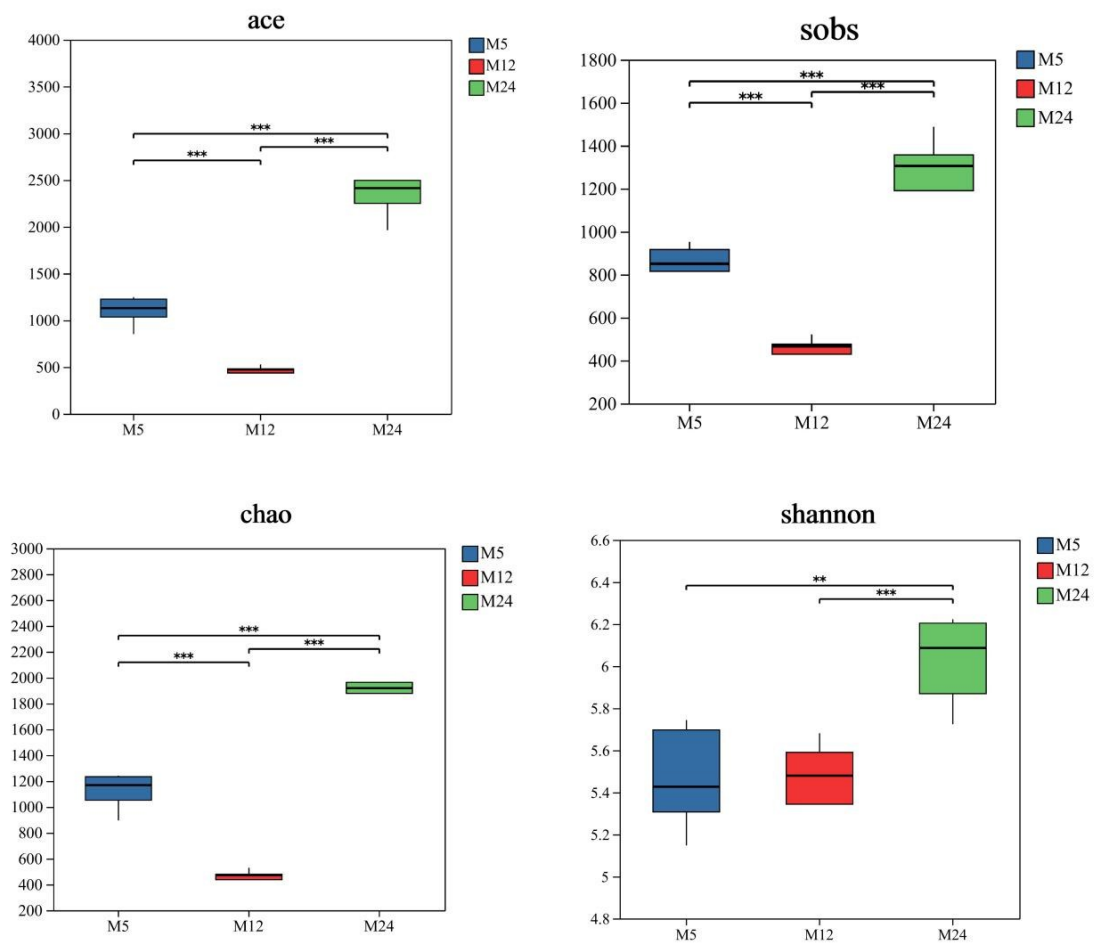 ace
4000
3500
3000
2500
2000
1500
1000
500
0
***
***
***
M5
M12
M24
M5
M12
M24
sobs
1800
1600
1400
1200
1000
800
600
400
200
***
***
***
M5
M12
M24
M5
M12
M24
chao
3000
2800
2600
2400
2200
2000
1800
1600
1400
1200
1000
800
600
400
200
***
***
***
M5
M12
M24
M5
M12
M24
shannon
6.6
6.4
6.2
6
5.8
5.6
5.4
5.2
5
4.8
**
***
M5
M12
M24
M5
M12
M24